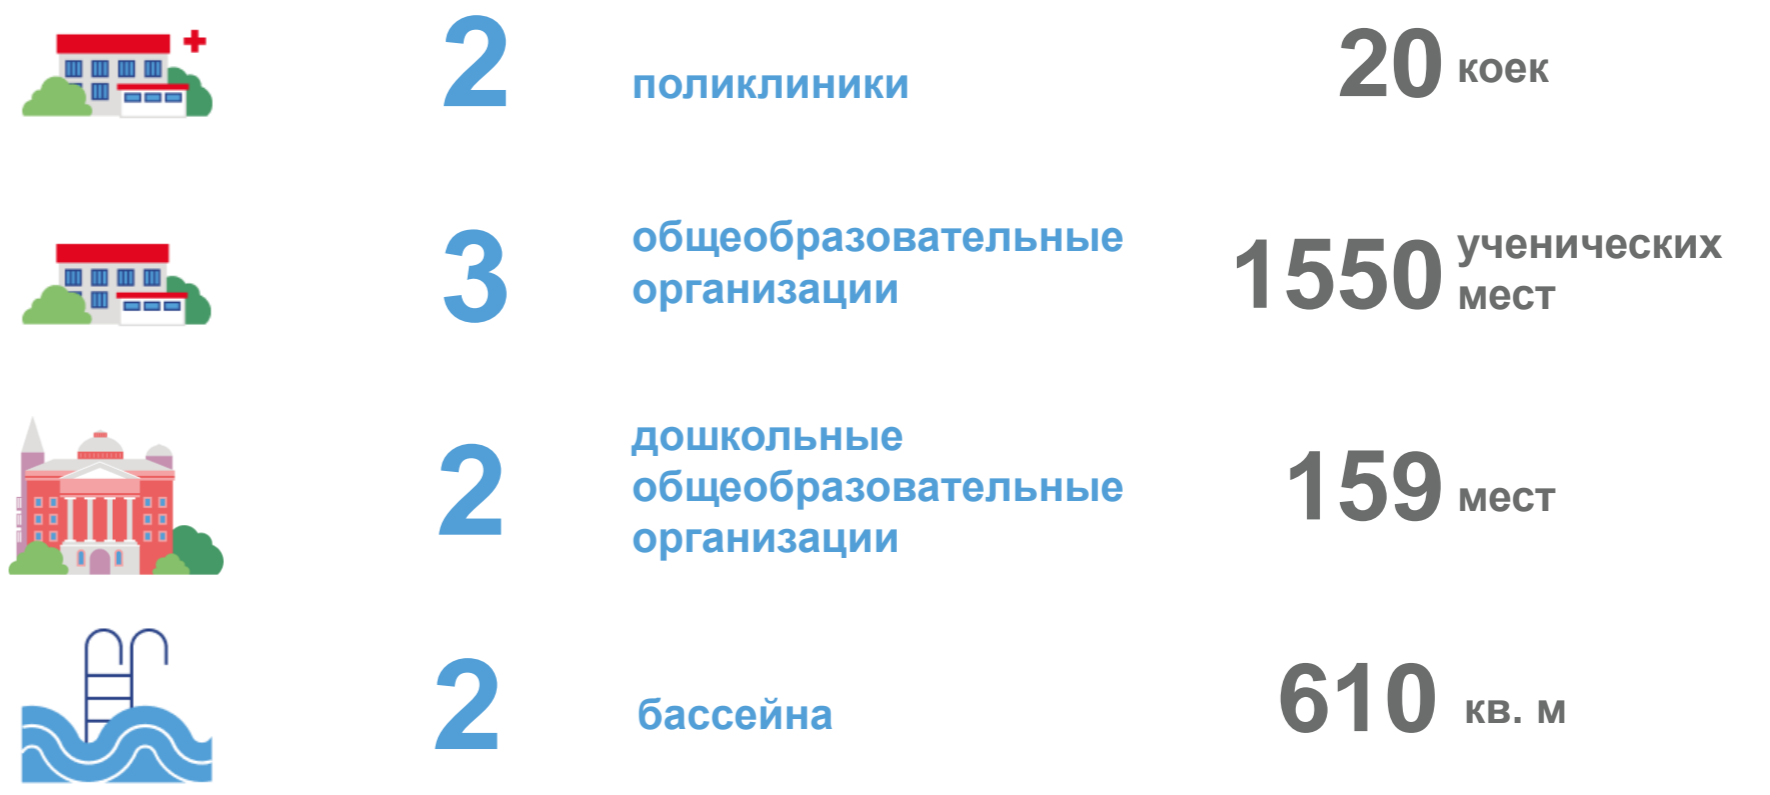 2 поликлиники 20 коек
3 общеобразовательные организации 1550 ученических мест
2 дошкольные общеобразовательные организации 159 мест
2 бассейна 610 кв. м